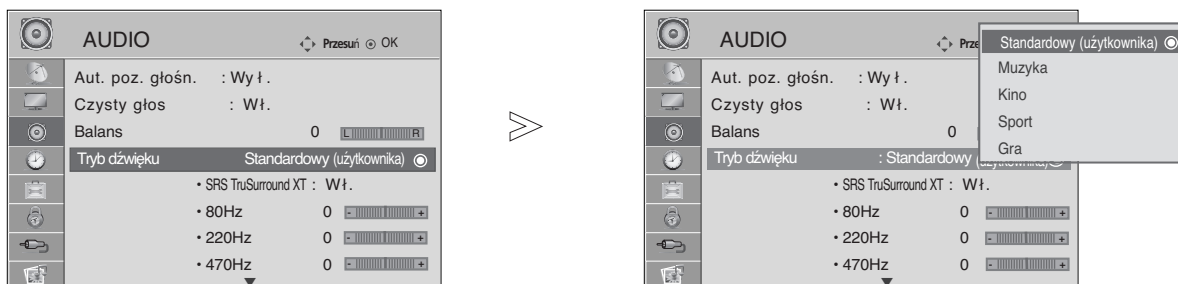 AUDIO Przesuń OK
Aut. poz. głośn. : Wył.
Czysty głos : Wł.
Balans 0 L R
Tryb dźwięku Standardowy (użytkownika)
• SRS TruSurround XT : Wł.
• 80Hz 0 - +
• 220Hz 0 - +
• 470Hz 0 - +
AUDIO Prze
Aut. poz. głośn. : Wył.
Czysty głos : Wł.
Balans 0
Tryb dźwięku : Standardowy (użytkownika)
• SRS TruSurround XT : Wł.
• 80Hz 0 - +
• 220Hz 0 - +
• 470Hz 0 - +
Standardowy (użytkownika)
Muzyka
Kino
Sport
Gra